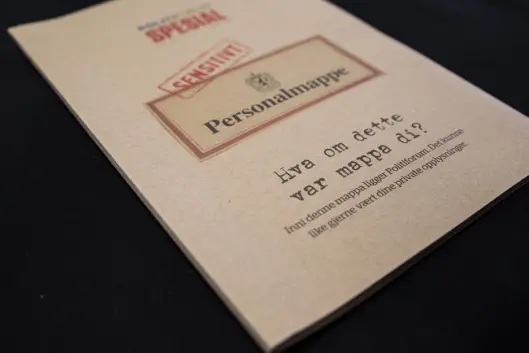 SPESIAL
SENSITIVT!
Personalmappe
Hva om dette
var mappa di?
Inni denne mappa ligger Politiforum. Det kunne
like gjerne vært dine private opplysninger.